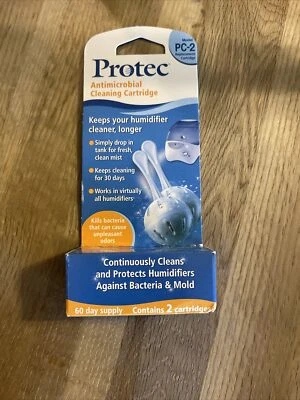 Model
PC-2
Replacement
Cartridge
Protec
Antimicrobial
Cleaning Cartridge
Keeps your humidifier
cleaner, longer
• Simply drop in
tank for fresh,
clean mist
• Keeps cleaning
for 30 days
• Works in virtually
all humidifiers
Kills bacteria
that can cause
unpleasant
odors
Continuously Cleans
and Protects Humidifiers
Against Bacteria & Mold
60 day supply Contains 2 cartridges